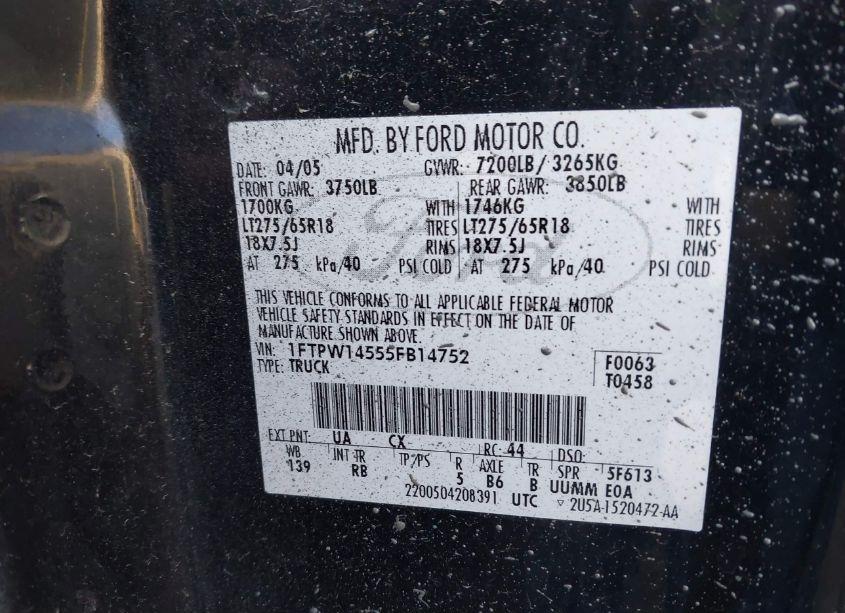 MFD. BY FORD MOTOR CO.
DATE: 04/05 GVWR: 7200LB/ 3265KG
FRONT GAWR: 3750LB REAR GAWR: 3850LB
1700KG WITH 1746KG WITH
LT275/65R18 TIRES LT275/65R18 TIRES
18X7.5J RIMS 18X7.5J RIMS
AT 275 kPa/40 PSI COLD AT 275 kPa/40 PSI COLD
Ford
THIS VEHICLE CONFORMS TO ALL APPLICABLE FEDERAL MOTOR
VEHICLE SAFETY STANDARDS IN EFFECT ON THE DATE OF
MANUFACTURE SHOWN ABOVE.
VIN: 1FTPW14555FB14752 F0063
TYPE: TRUCK T0458
EXT PNT: UA CX RC: 44 DSO:
WB INT TR TP/PS R AXLE TR SPR 5F613
139 RB 5 B6 B UUMM EOA
2200504208391 UTC ▽ 2U5A-1520472-AA